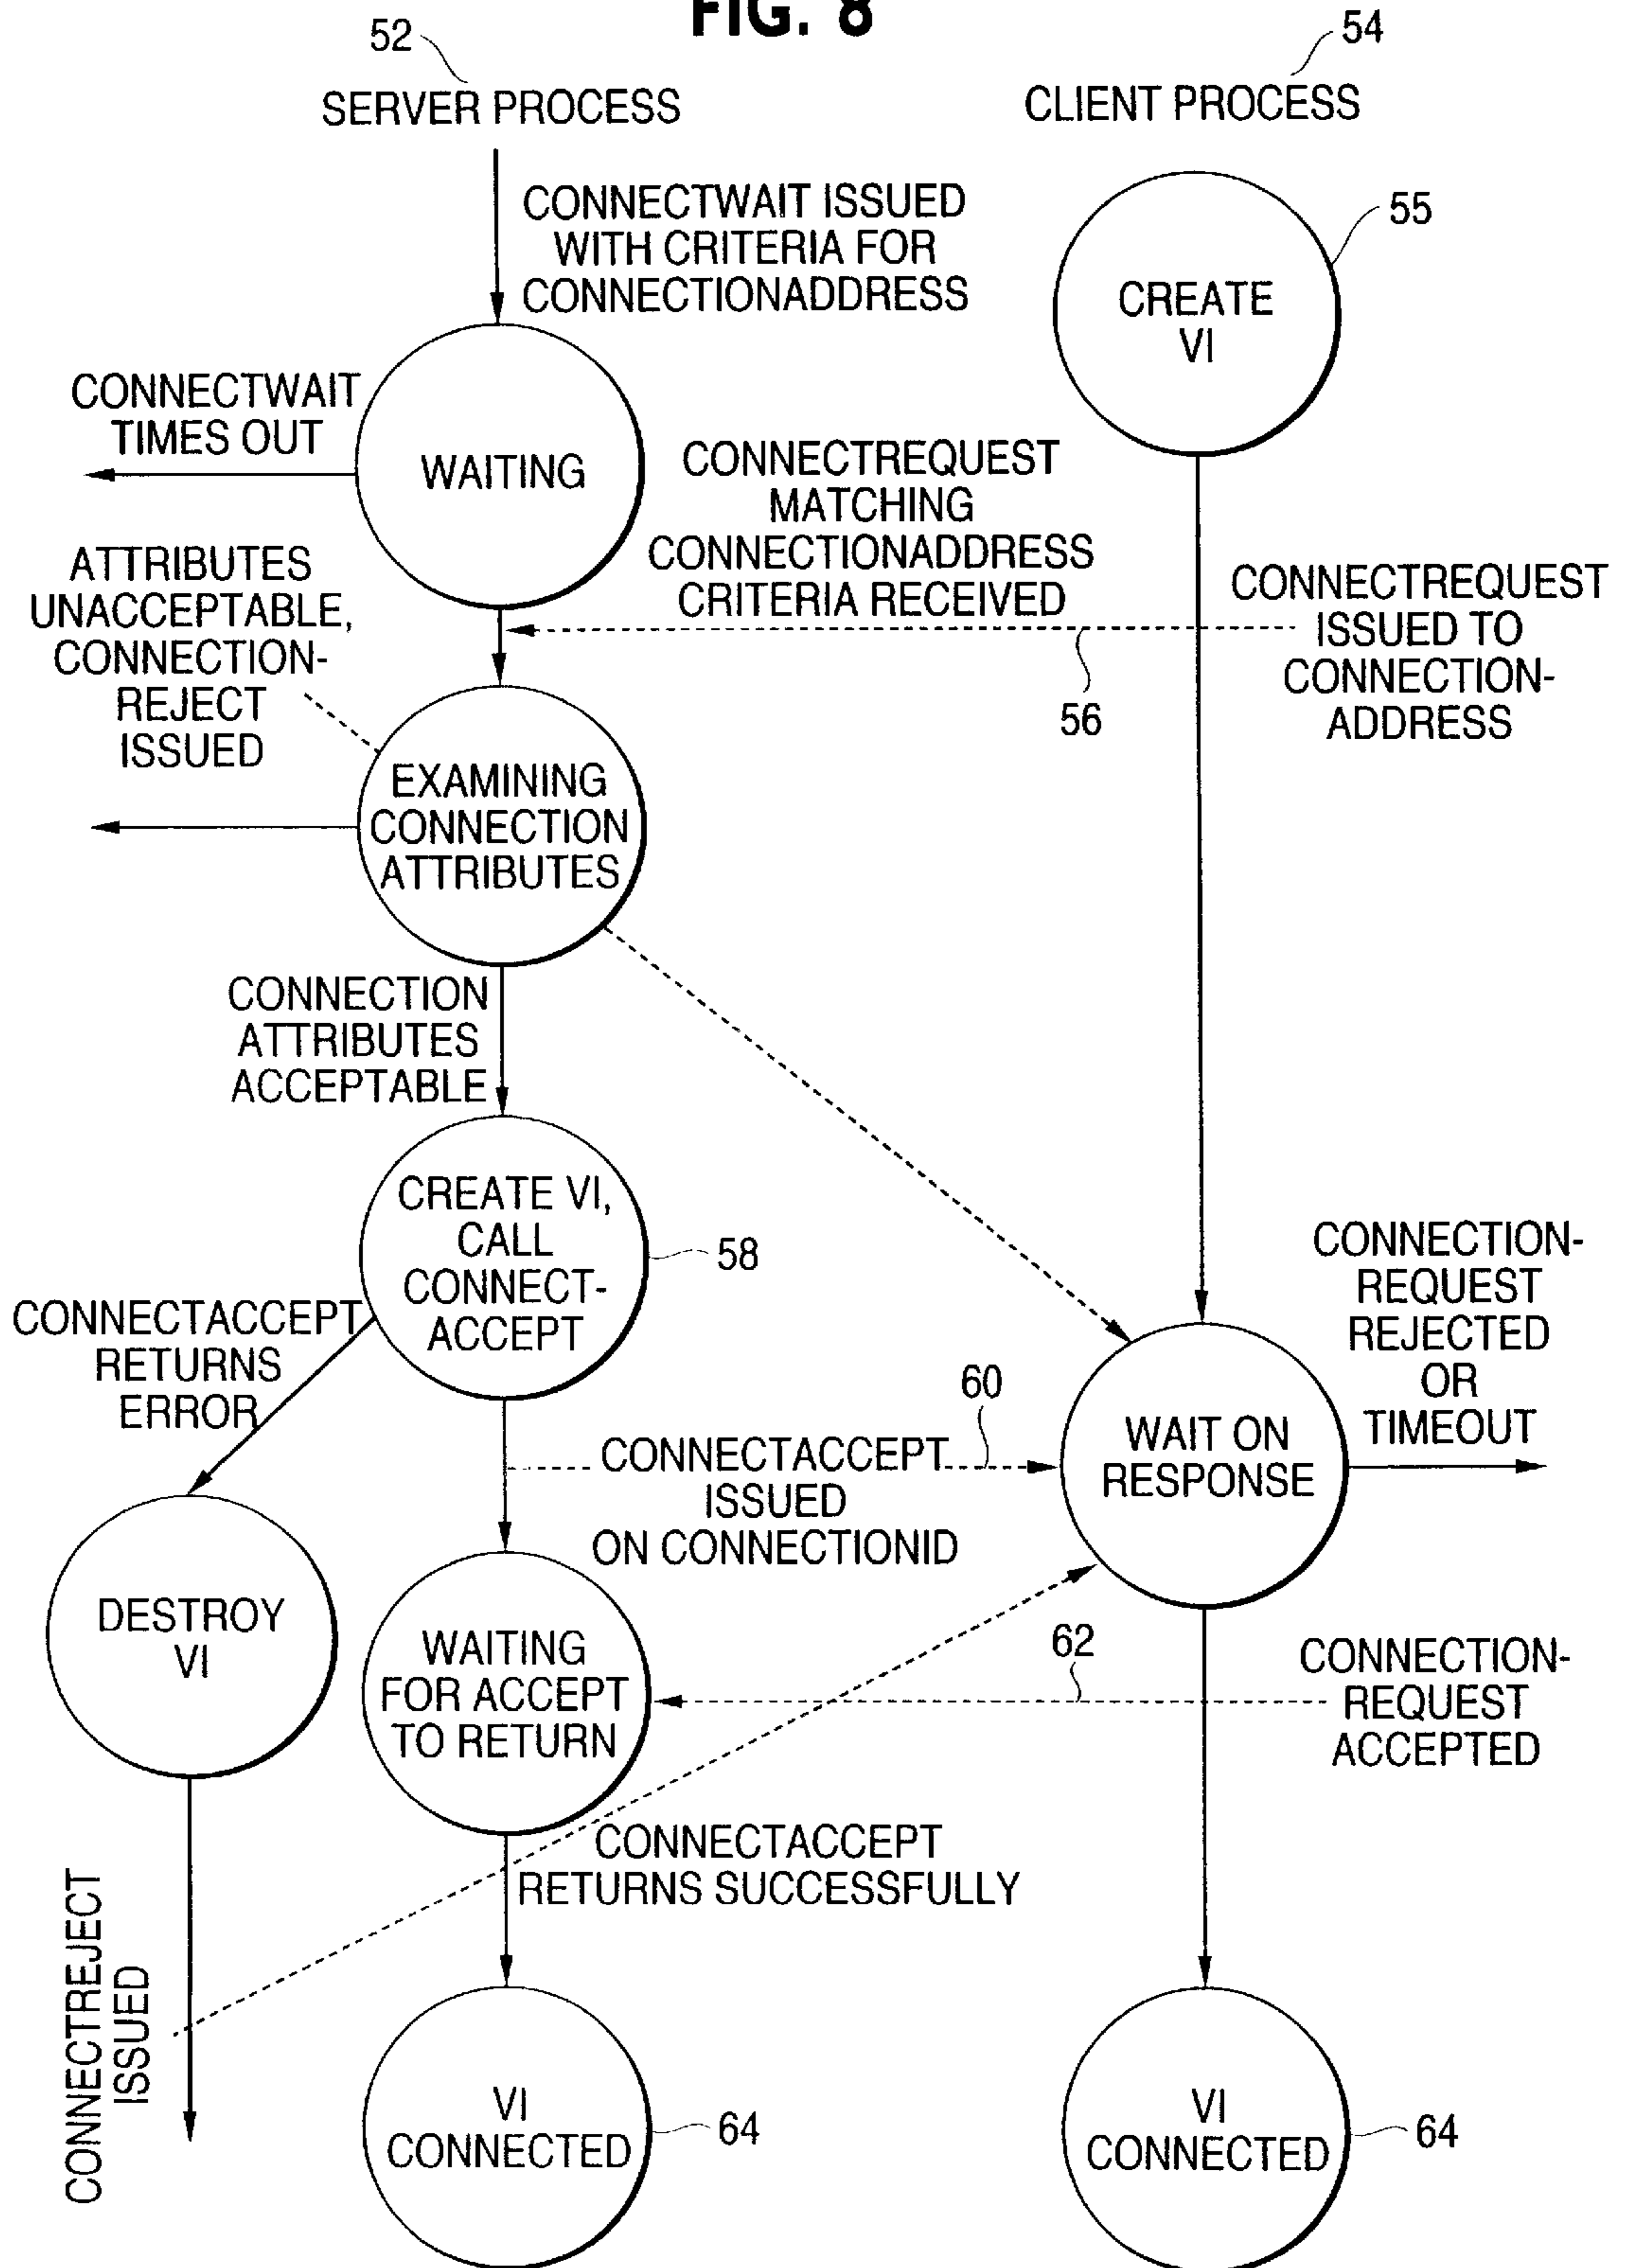 FIG. 8
52
54
SERVER PROCESS
CLIENT PROCESS
CONNECTWAIT ISSUED
WITH CRITERIA FOR
CONNECTIONADDRESS
55
CREATE
VI
CONNECTWAIT
TIMES OUT
WAITING
CONNECTREQUEST
MATCHING
CONNECTIONADDRESS
CRITERIA RECEIVED
ATTRIBUTES
UNACCEPTABLE,
CONNECTION-
REJECT
ISSUED
CONNECTREQUEST
ISSUED TO
CONNECTION-
ADDRESS
56
EXAMINING
CONNECTION
ATTRIBUTES
CONNECTION
ATTRIBUTES
ACCEPTABLE
CREATE VI,
CALL
CONNECT-
ACCEPT
58
CONNECTACCEPT
RETURNS
ERROR
CONNECTION-
REQUEST
REJECTED
OR
TIMEOUT
60
WAIT ON
RESPONSE
CONNECTACCEPT
ISSUED
ON CONNECTIONID
DESTROY
VI
WAITING
FOR ACCEPT
TO RETURN
62
CONNECTION-
REQUEST
ACCEPTED
CONNECTACCEPT
RETURNS SUCCESSFULLY
CONNECTREJECT
ISSUED
VI
CONNECTED
64
VI
CONNECTED
64